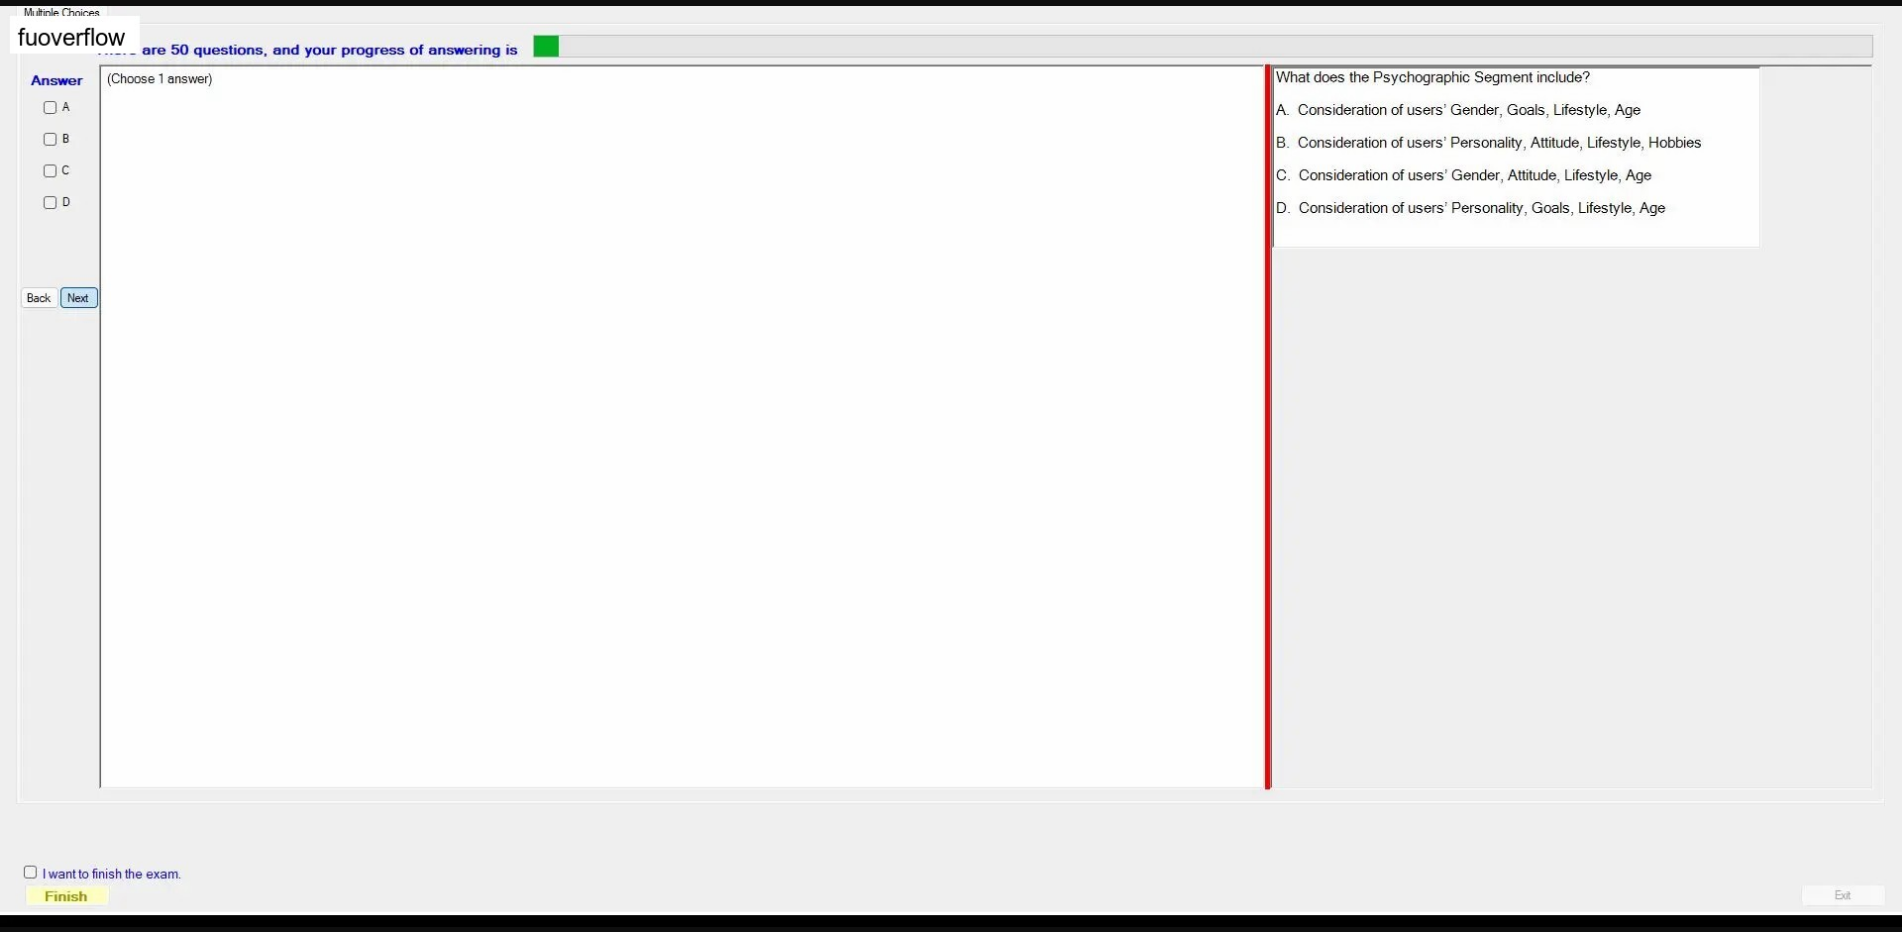 Multiple Choices
fuoverflow
are 50 questions, and your progress of answering is
Answer
(Choose 1 answer)
A
B
C
D
Back
Next
What does the Psychographic Segment include?
A. Consideration of users' Gender, Goals, Lifestyle, Age
B. Consideration of users' Personality, Attitude, Lifestyle, Hobbies
C. Consideration of users' Gender, Attitude, Lifestyle, Age
D. Consideration of users' Personality, Goals, Lifestyle, Age
I want to finish the exam.
Finish
Exit